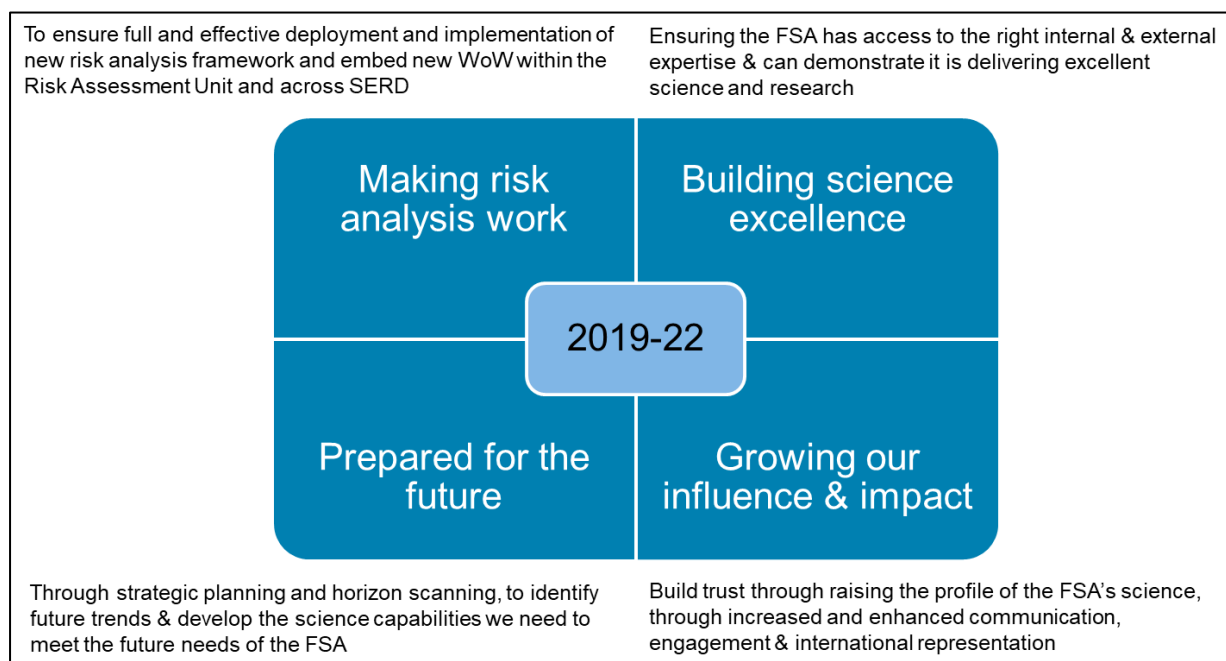 To ensure full and effective deployment and implementation of
new risk analysis framework and embed new WoW within the
Risk Assessment Unit and across SERD
Ensuring the FSA has access to the right internal & external
expertise & can demonstrate it is delivering excellent
science and research
Making risk
analysis work
Building science
excellence
2019-22
Prepared for the
future
Growing our
influence & impact
Through strategic planning and horizon scanning, to identify
future trends & develop the science capabilities we need to
meet the future needs of the FSA
Build trust through raising the profile of the FSA's science,
through increased and enhanced communication,
engagement & international representation